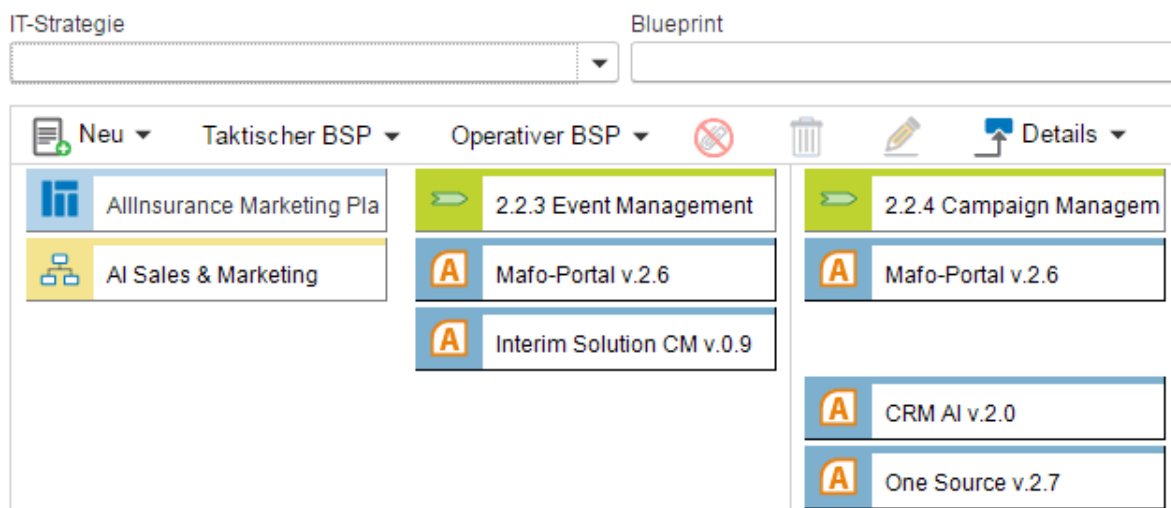 IT-Strategie Blueprint
Neu Taktischer BSP Operativer BSP Details
AllInsurance Marketing Pla 2.2.3 Event Management 2.2.4 Campaign Managem
AI Sales & Marketing A Mafo-Portal v.2.6 A Mafo-Portal v.2.6
A Interim Solution CM v.0.9
A CRM AI v.2.0
A One Source v.2.7